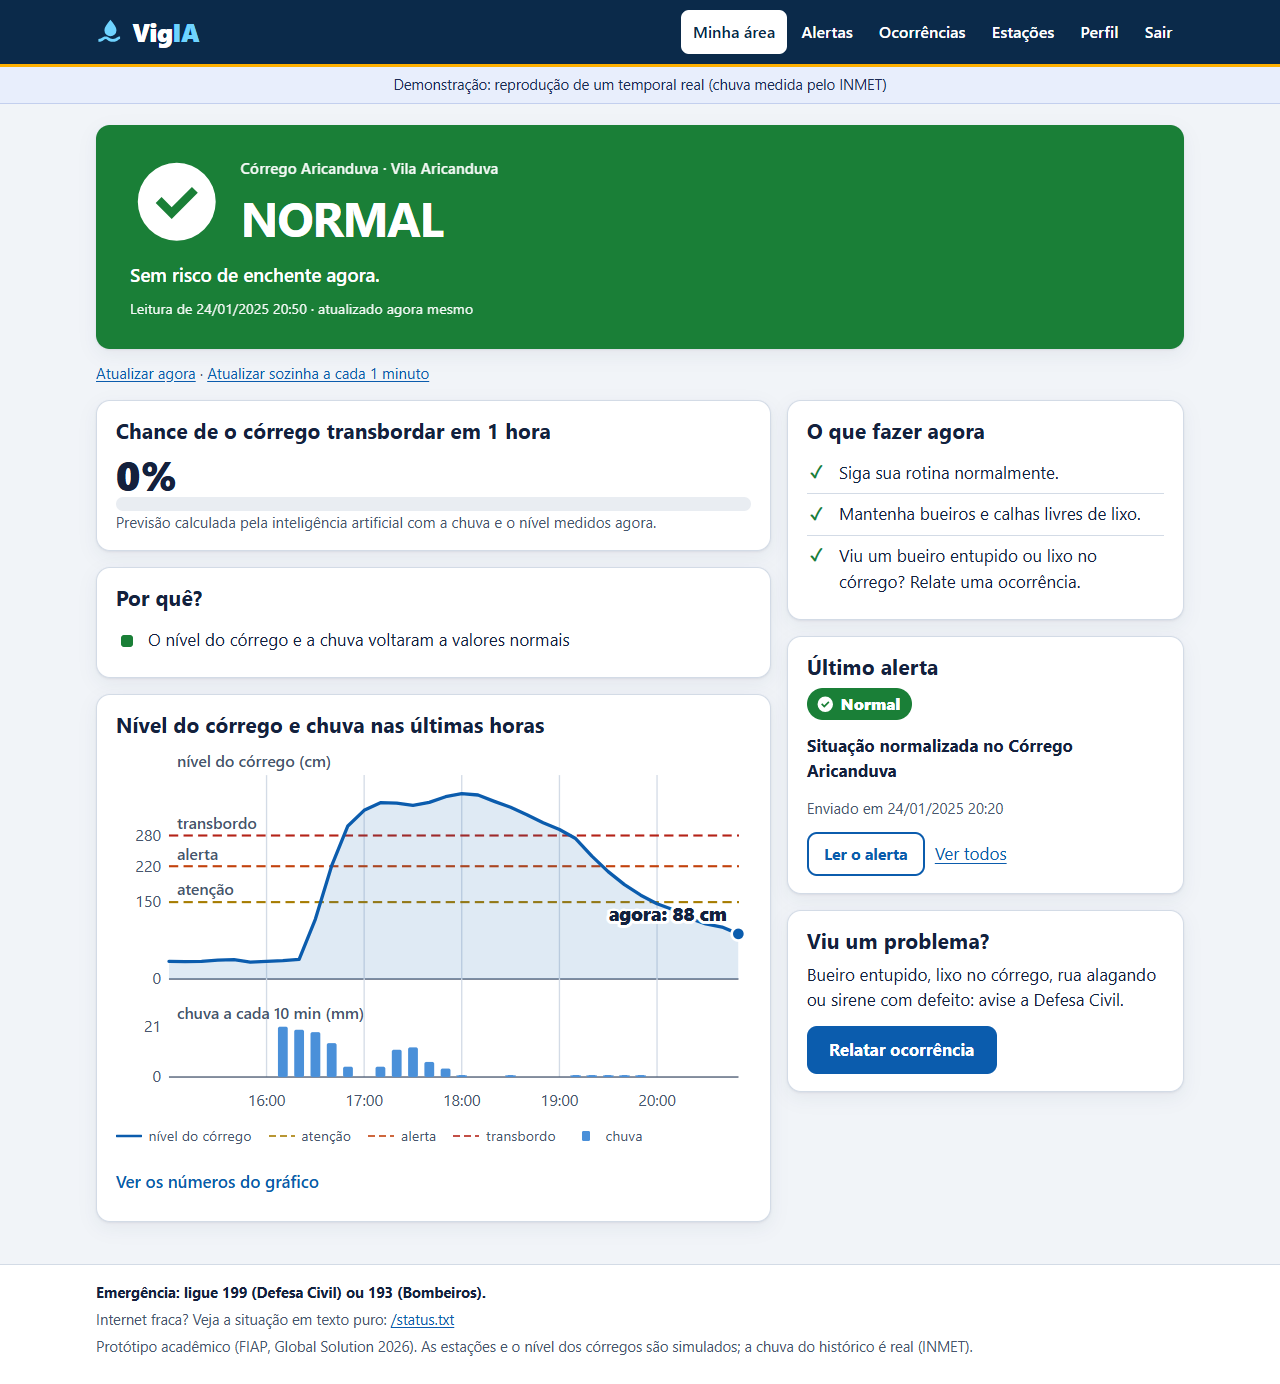 VigIA
Minha área
Alertas
Ocorrências
Estações
Perfil
Sair
Demonstração: reprodução de um temporal real (chuva medida pelo INMET)
Córrego Aricanduva · Vila Aricanduva
NORMAL
Sem risco de enchente agora.
Leitura de 24/01/2025 20:50 · atualizado agora mesmo
Atualizar agora · Atualizar sozinha a cada 1 minuto
Chance de o córrego transbordar em 1 hora
0%
Previsão calculada pela inteligência artificial com a chuva e o nível medidos agora.
Por quê?
O nível do córrego e a chuva voltaram a valores normais
Nível do córrego e chuva nas últimas horas
nível do córrego (cm)
transbordo
280
alerta
220
atenção
150
agora: 88 cm
0
chuva a cada 10 min (mm)
21
0
16:00
17:00
18:00
19:00
20:00
nível do córrego
atenção
alerta
transbordo
chuva
Ver os números do gráfico
O que fazer agora
Siga sua rotina normalmente.
Mantenha bueiros e calhas livres de lixo.
Viu um bueiro entupido ou lixo no
córrego? Relate uma ocorrência.
Último alerta
Normal
Situação normalizada no Córrego
Aricanduva
Enviado em 24/01/2025 20:20
Ler o alerta
Ver todos
Viu um problema?
Bueiro entupido, lixo no córrego, rua alagando
ou sirene com defeito: avise a Defesa Civil.
Relatar ocorrência
Emergência: ligue 199 (Defesa Civil) ou 193 (Bombeiros).
Internet fraca? Veja a situação em texto puro: /status.txt
Protótipo acadêmico (FIAP, Global Solution 2026). As estações e o nível dos córregos são simulados; a chuva do histórico é real (INMET).